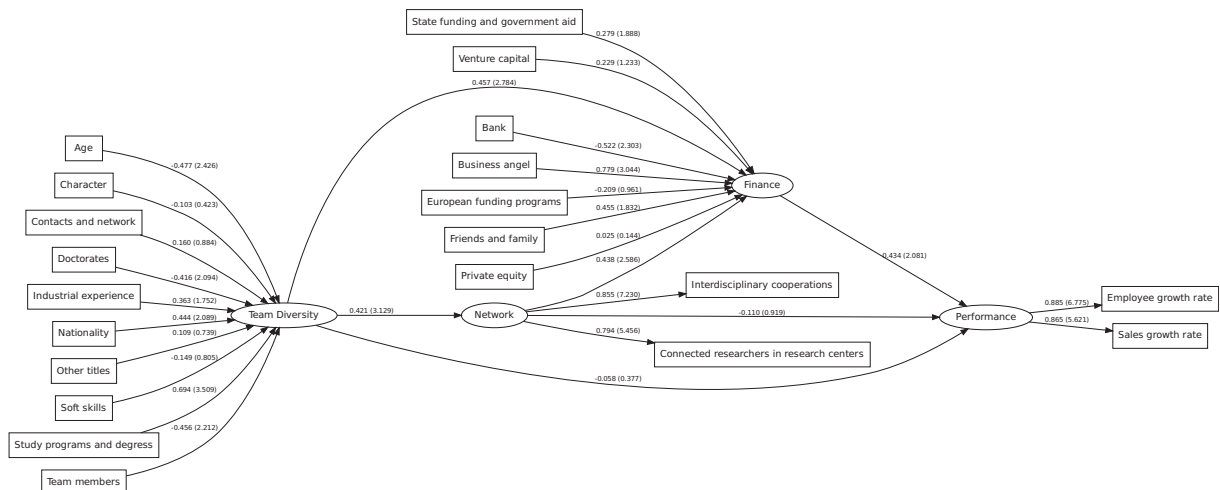 State funding and government aid
0.279 (1.888)
Venture capital
0.229 (1.233)
0.457 (2.784)
Bank
-0.522 (2.303)
Business angel
0.779 (3.044)
Finance
European funding programs
-0.209 (0.961)
Friends and family
0.455 (1.832)
Private equity
0.025 (0.144)
0.438 (2.586)
Age
-0.477 (2.426)
Character
-0.103 (0.423)
Contacts and network
0.160 (0.884)
Doctorates
-0.416 (2.094)
Industrial experience
0.363 (1.752)
Nationality
0.444 (2.089)
Other titles
0.109 (0.739)
Soft skills
-0.149 (0.805)
Study programs and degress
0.694 (3.509)
Team members
-0.456 (2.212)
Team Diversity
0.421 (3.129)
Network
0.855 (7.230)
Interdisciplinary cooperations
-0.110 (0.919)
0.794 (5.456)
Connected researchers in research centers
-0.058 (0.377)
0.434 (2.081)
Performance
0.885 (6.775)
Employee growth rate
0.865 (5.621)
Sales growth rate